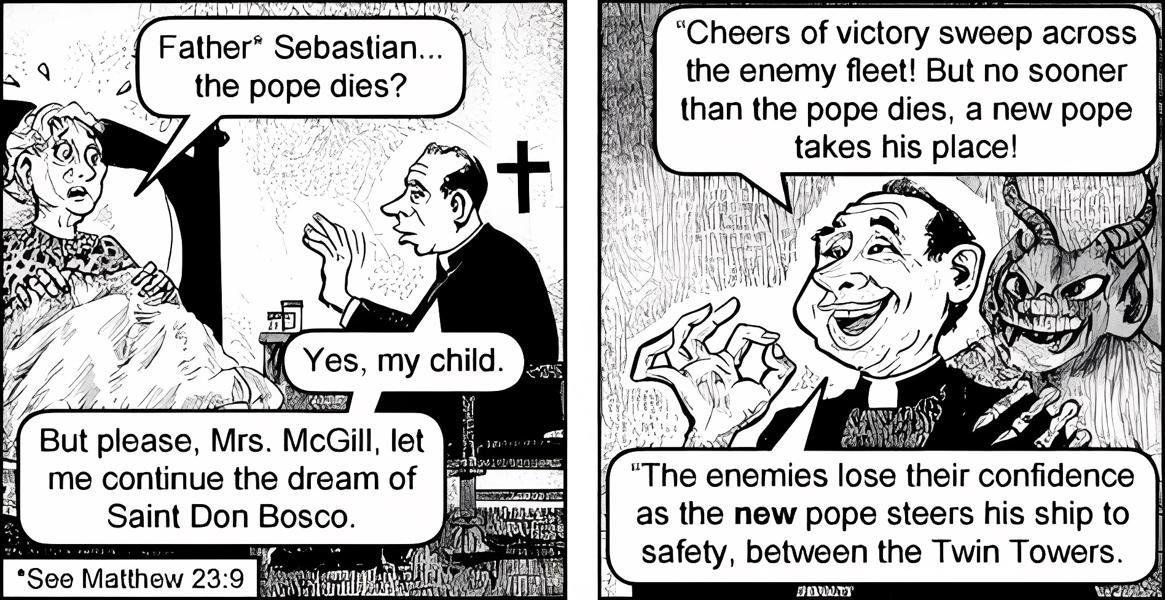 Father* Sebastian...
the pope dies?
Yes, my child.
But please, Mrs. McGill, let
me continue the dream of
Saint Don Bosco.
*See Matthew 23:9
“Cheers of victory sweep across
the enemy fleet! But no sooner
than the pope dies, a new pope
takes his place!
“The enemies lose their confidence
as the new pope steers his ship to
safety, between the Twin Towers.